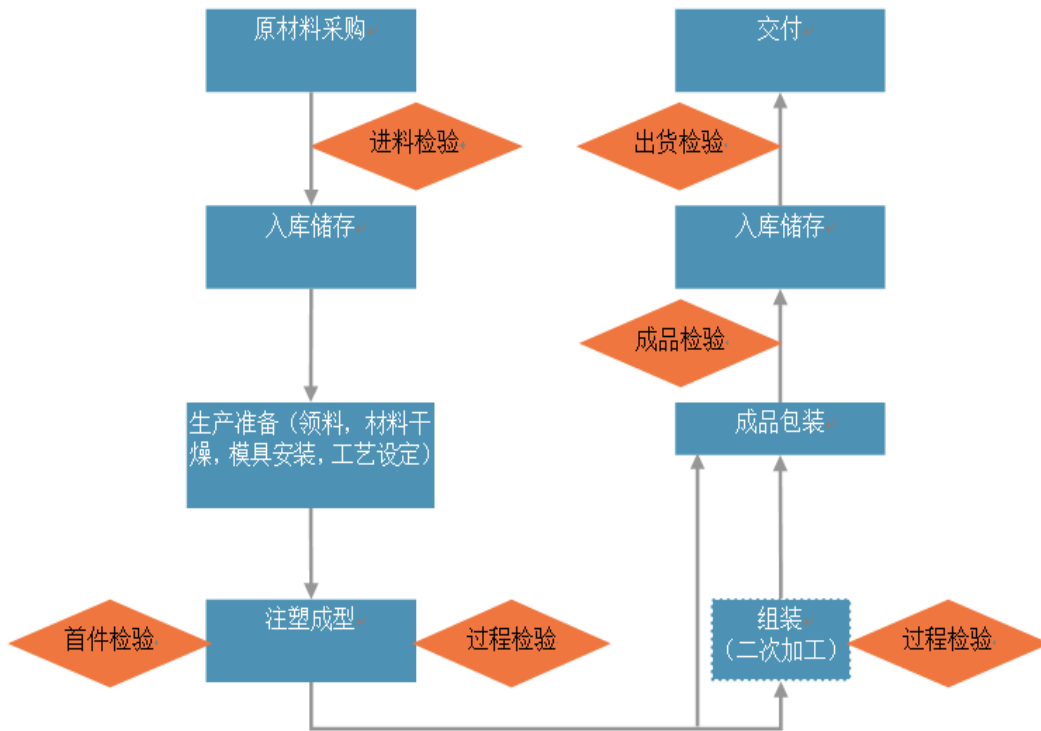 原材料采购
进料检验
入库储存
生产准备（领料，材料干
燥，模具安装，工艺设定）
首件检验
注塑成型
过程检验
交付
出货检验
入库储存
成品检验
成品包装
组装
（二次加工）
过程检验